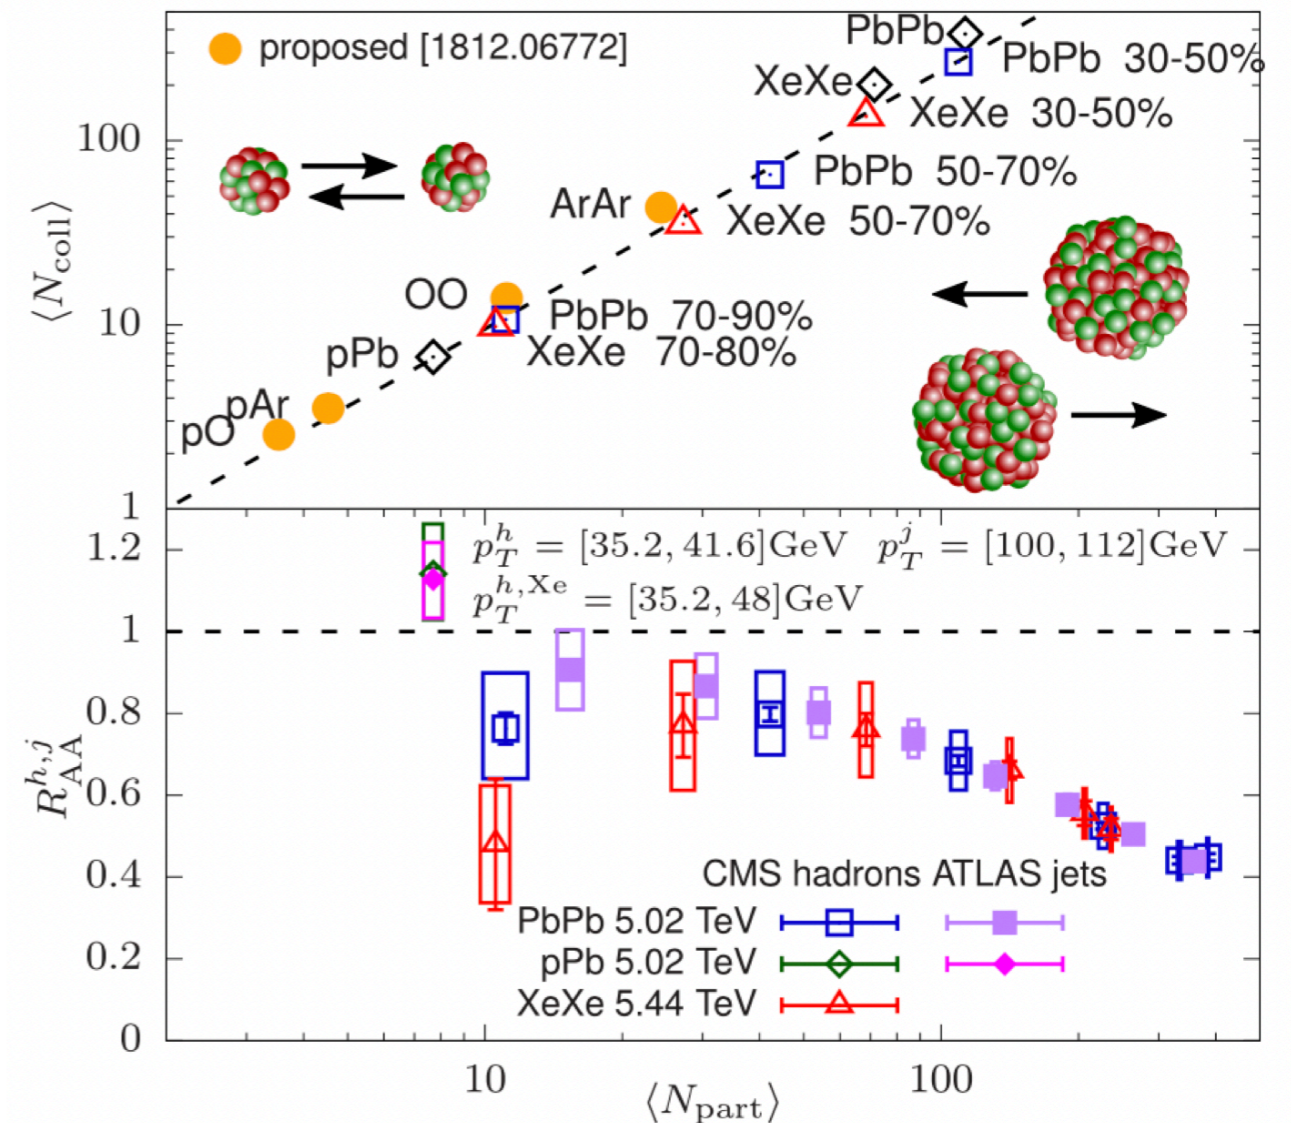 proposed [1812.06772]
PbPb
PbPb 30-50%
XeXe
XeXe 30-50%
100
PbPb 50-70%
ArAr
XeXe 50-70%
⟨N_coll⟩
OO
10
PbPb 70-90%
pPb
XeXe 70-80%
pAr
pO
1
1.2
p_T^h = [35.2, 41.6]GeV p_T^j = [100, 112]GeV
p_T^{h,Xe} = [35.2, 48]GeV
1
0.8
R_AA^{h,j}
0.6
0.4
CMS hadrons ATLAS jets
PbPb 5.02 TeV
0.2
pPb 5.02 TeV
XeXe 5.44 TeV
0
10
100
⟨N_part⟩